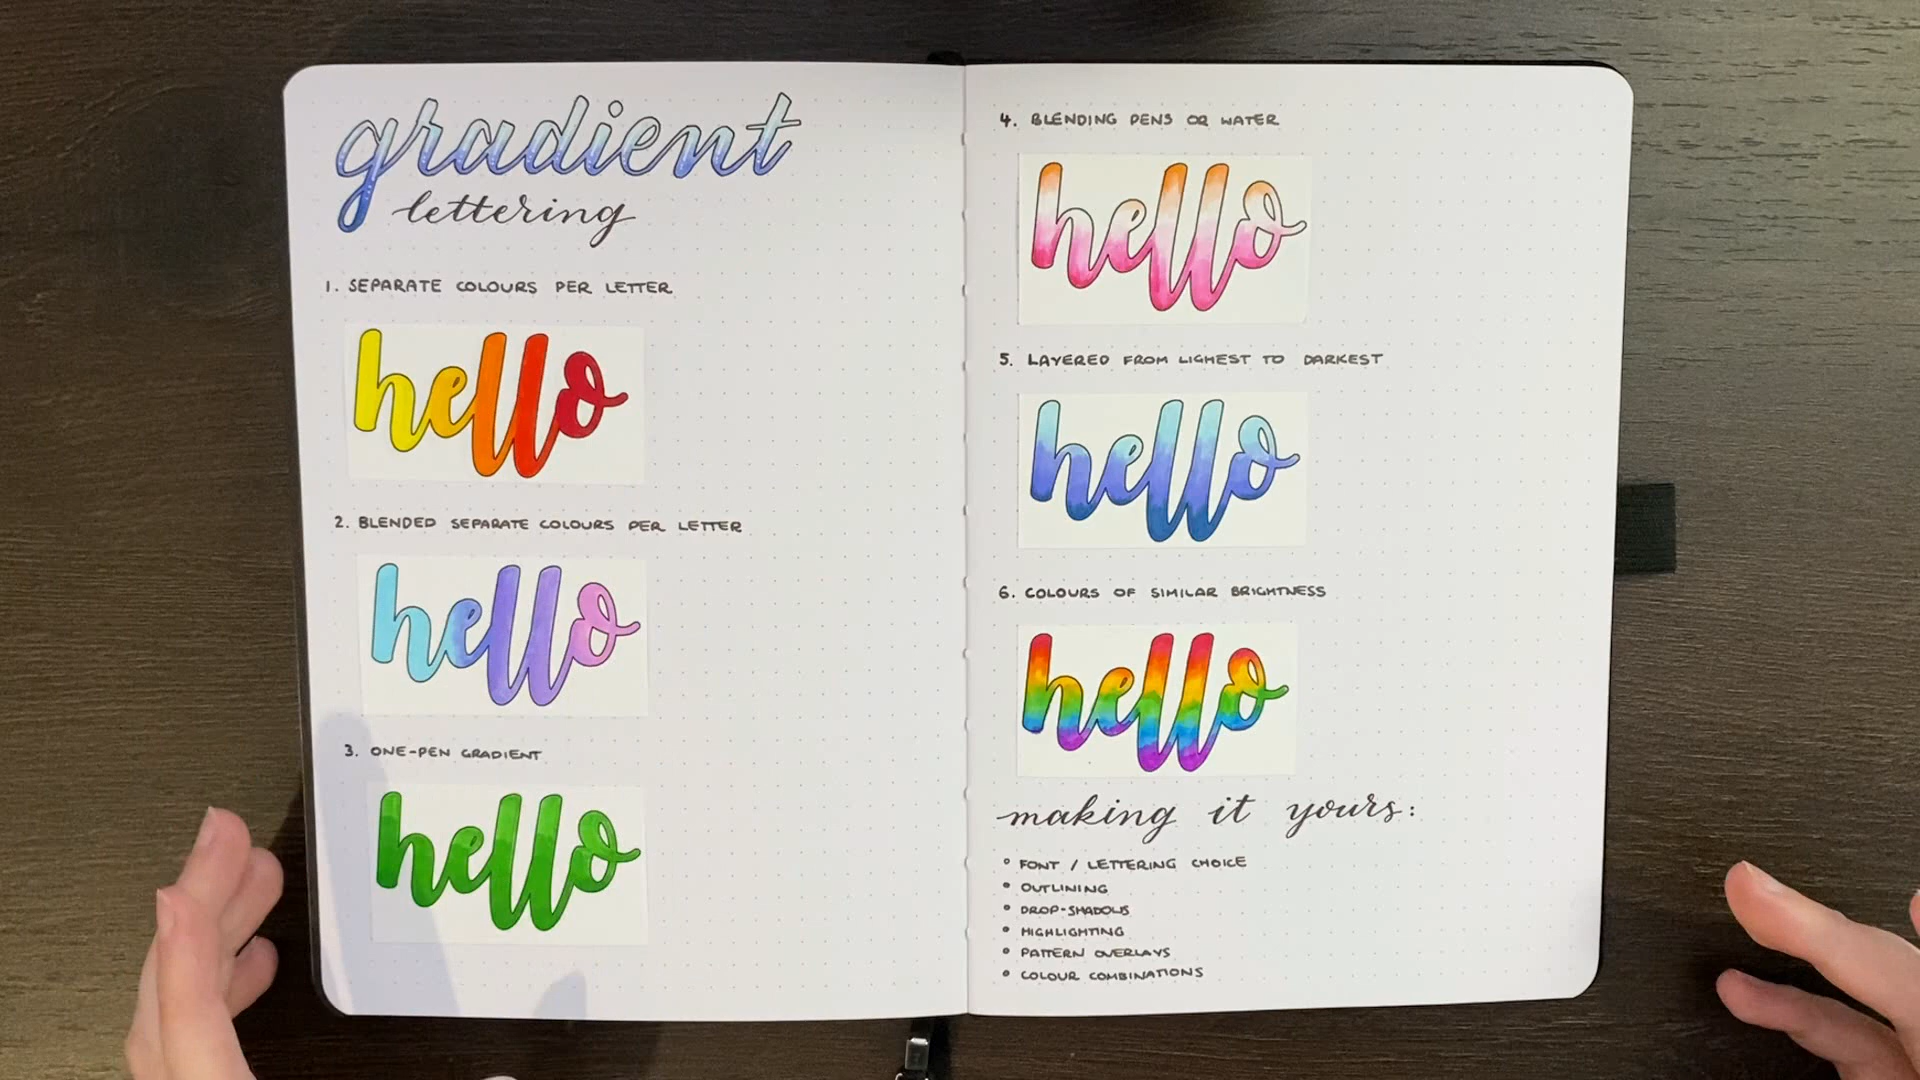 gradient
lettering
1. SEPARATE COLOURS PER LETTER
hello
2. BLENDED SEPARATE COLOURS PER LETTER
hello
3. ONE-PEN GRADIENT
hello
4. BLENDING PENS OR WATER
hello
5. LAYERED FROM LIGHEST TO DARKEST
hello
6. COLOURS OF SIMILAR BRIGHTNESS
hello
making it yours:
° FONT / LETTERING CHOICE
° OUTLINING
° DROP-SHADOWS
° HIGHLIGHTING
° PATTERN OVERLAYS
° COLOUR COMBINATIONS